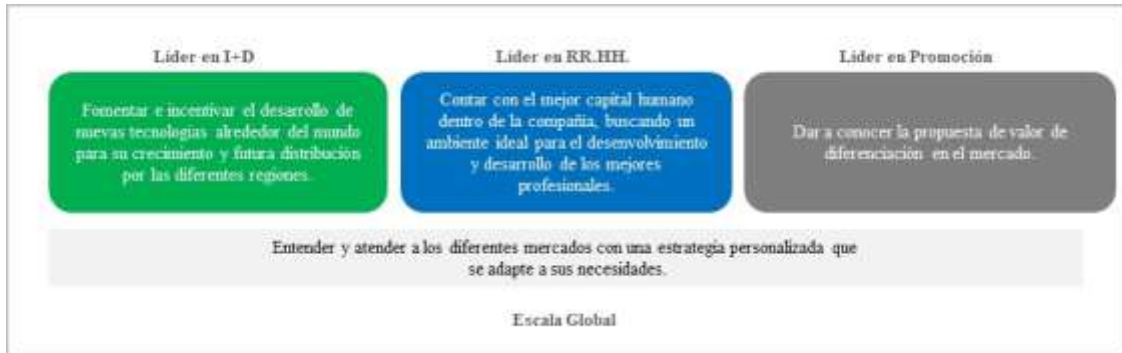 Líder en I+D
Fomentar e incentivar el desarrollo de
nuevas tecnologías alrededor del mundo
para su crecimiento y futura distribución
por las diferentes regiones.
Líder en RR.HH.
Contar con el mejor capital humano
dentro de la compañía, buscando un
ambiente ideal para el desenvolvimiento
y desarrollo de los mejores
profesionales.
Líder en Promoción
Dar a conocer la propuesta de valor de
diferenciación en el mercado.
Entender y atender a los diferentes mercados con una estrategia personalizada que
se adapte a sus necesidades.
Escala Global